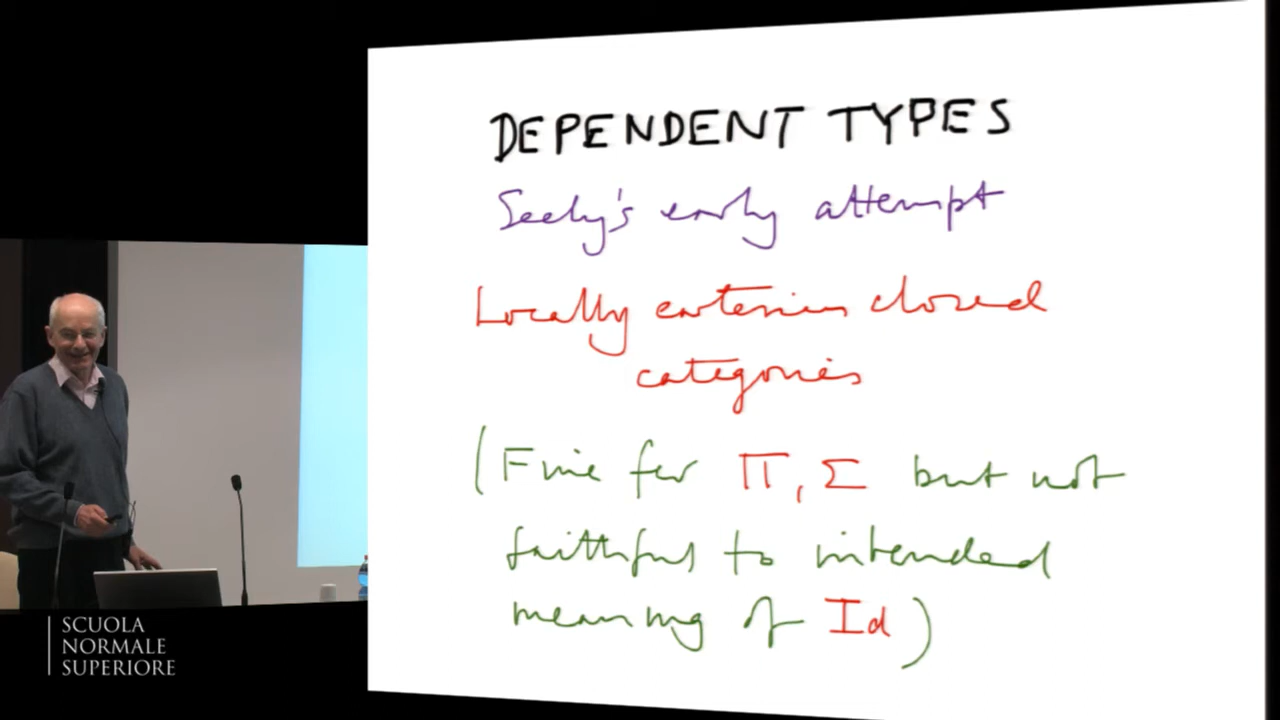 DEPENDENT TYPES
Seely's early attempt
Locally cartesian closed
categories
(Fine for Π, Σ but not
faithful to intended
meaning of Id)
SCUOLA
NORMALE
SUPERIORE